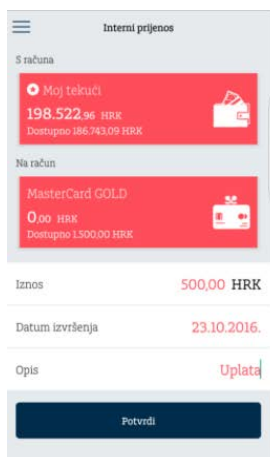 Interni prijenos
S računa
Moj tekući
198.522,96 HRK
Dostupno 186.743,09 HRK
Na račun
MasterCard GOLD
0,00 HRK
Dostupno 1.500,00 HRK
Iznos 500,00 HRK
Datum izvršenja 23.10.2016.
Opis Uplata
Potvrdi